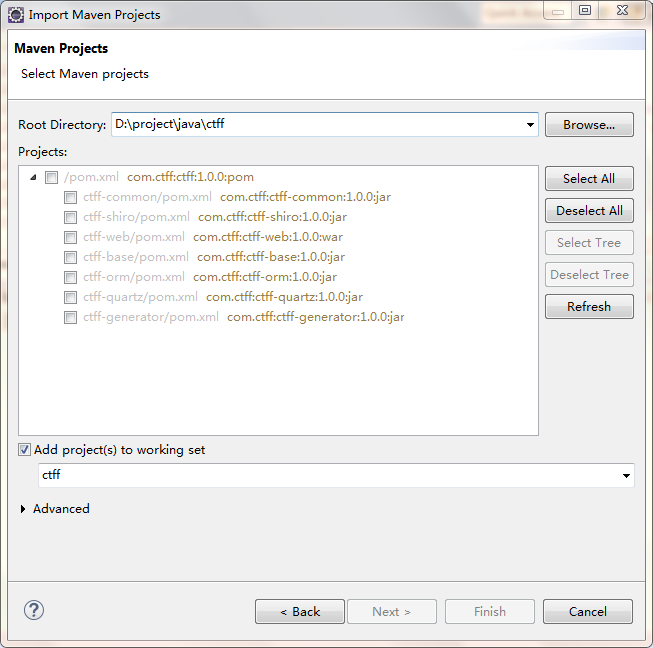 Import Maven Projects
Maven Projects
Select Maven projects
Root Directory: D:\project\java\ctff Browse...
Projects:
/pom.xml com.ctff:ctff:1.0.0:pom
ctff-common/pom.xml com.ctff:ctff-common:1.0.0:jar
ctff-shiro/pom.xml com.ctff:ctff-shiro:1.0.0:jar
ctff-web/pom.xml com.ctff:ctff-web:1.0.0:war
ctff-base/pom.xml com.ctff:ctff-base:1.0.0:jar
ctff-orm/pom.xml com.ctff:ctff-orm:1.0.0:jar
ctff-quartz/pom.xml com.ctff:ctff-quartz:1.0.0:jar
ctff-generator/pom.xml com.ctff:ctff-generator:1.0.0:jar
Select All
Deselect All
Select Tree
Deselect Tree
Refresh
Add project(s) to working set
ctff
Advanced
? < Back Next > Finish Cancel